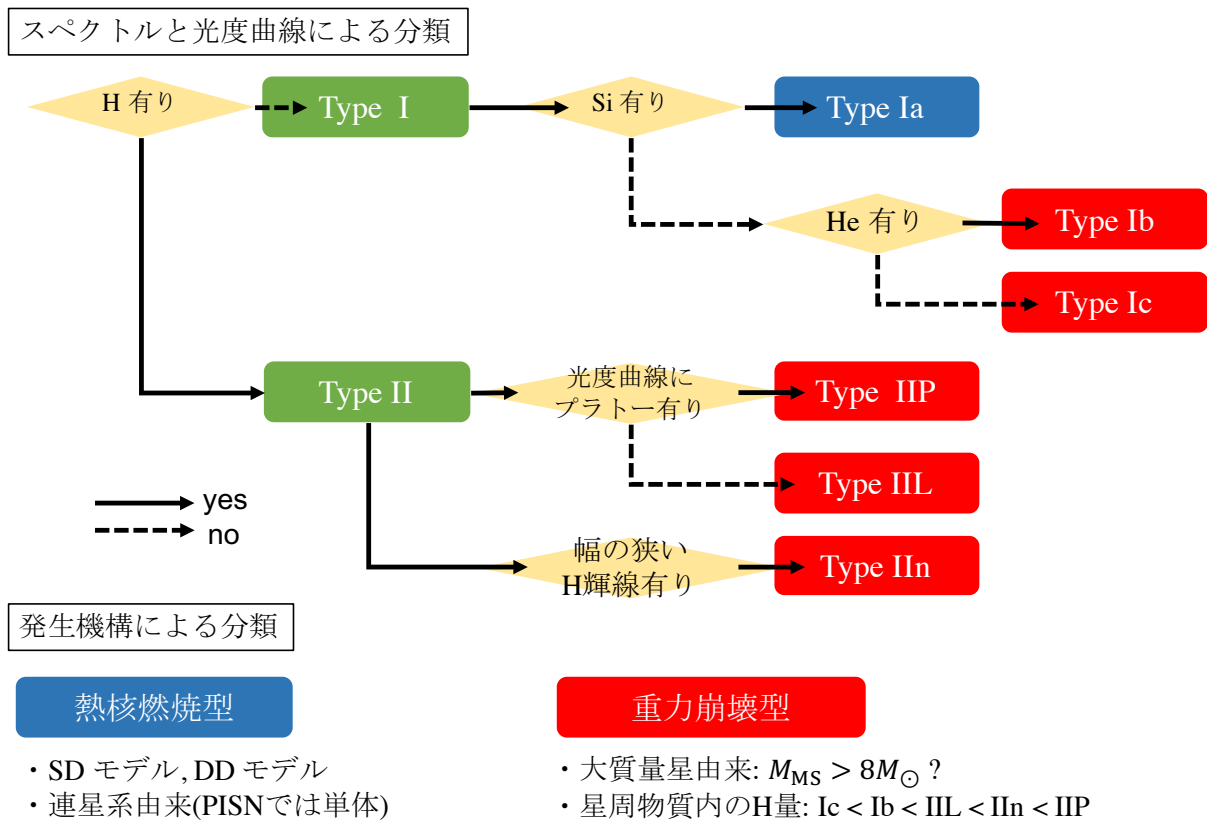 スペクトルと光度曲線による分類
H 有り
Type I
Si 有り
Type Ia
He 有り
Type Ib
Type Ic
Type II
光度曲線に
プラトー有り
Type IIP
Type IIL
yes
no
幅の狭い
H輝線有り
Type IIn
発生機構による分類
熱核燃焼型
・SD モデル, DD モデル
・連星系由来(PISNでは単体)
重力崩壊型
・大質量星由来: M_MS > 8M_⊙ ?
・星周物質内のH量: Ic < Ib < IIL < IIn < IIP